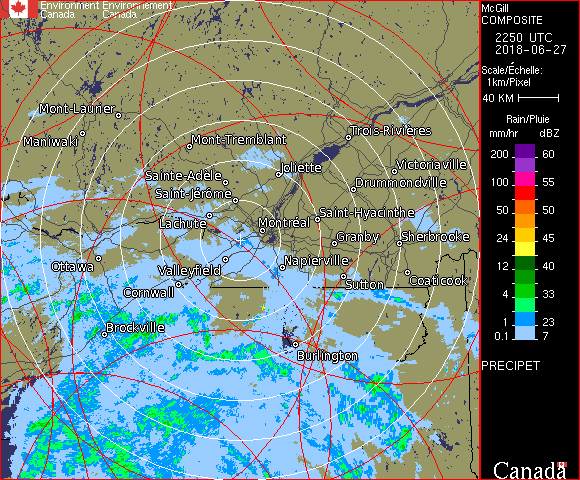 Environment Environnement
Canada Canada
McGill
COMPOSITE
2250 UTC
2018-06-27
Scale/Échelle:
1km/Pixel
40 KM
Rain/Pluie
mm/hr dBZ
200 60
100 55
50 50
24 45
12 40
4 33
1 23
0.1 7
PRECIPET
Canada
Mont-Laurier
Maniwaki
Mont-Tremblant
Trois-Rivières
Joliette
Victoriaville
Sainte-Adèle
Drummondville
Saint-Jérôme
Lachute
Saint-Hyacinthe
Montréal
Granby
Sherbrooke
Ottawa
Valleyfield
Napierville
Cornwall
Sutton
Coaticook
Brockville
Burlington